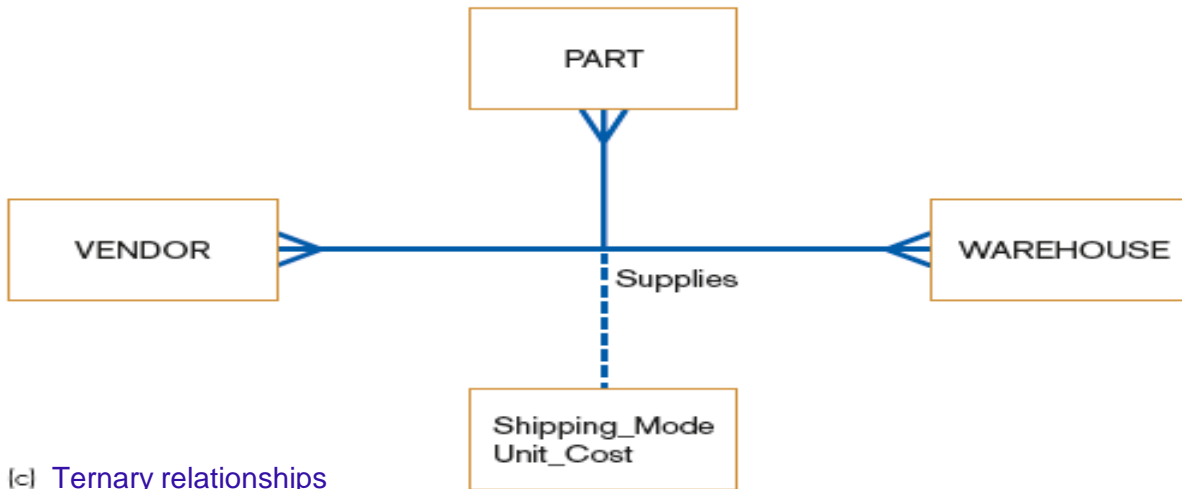 PART
VENDOR
WAREHOUSE
Supplies
Shipping_Mode
Unit_Cost
(c) Ternary relationships